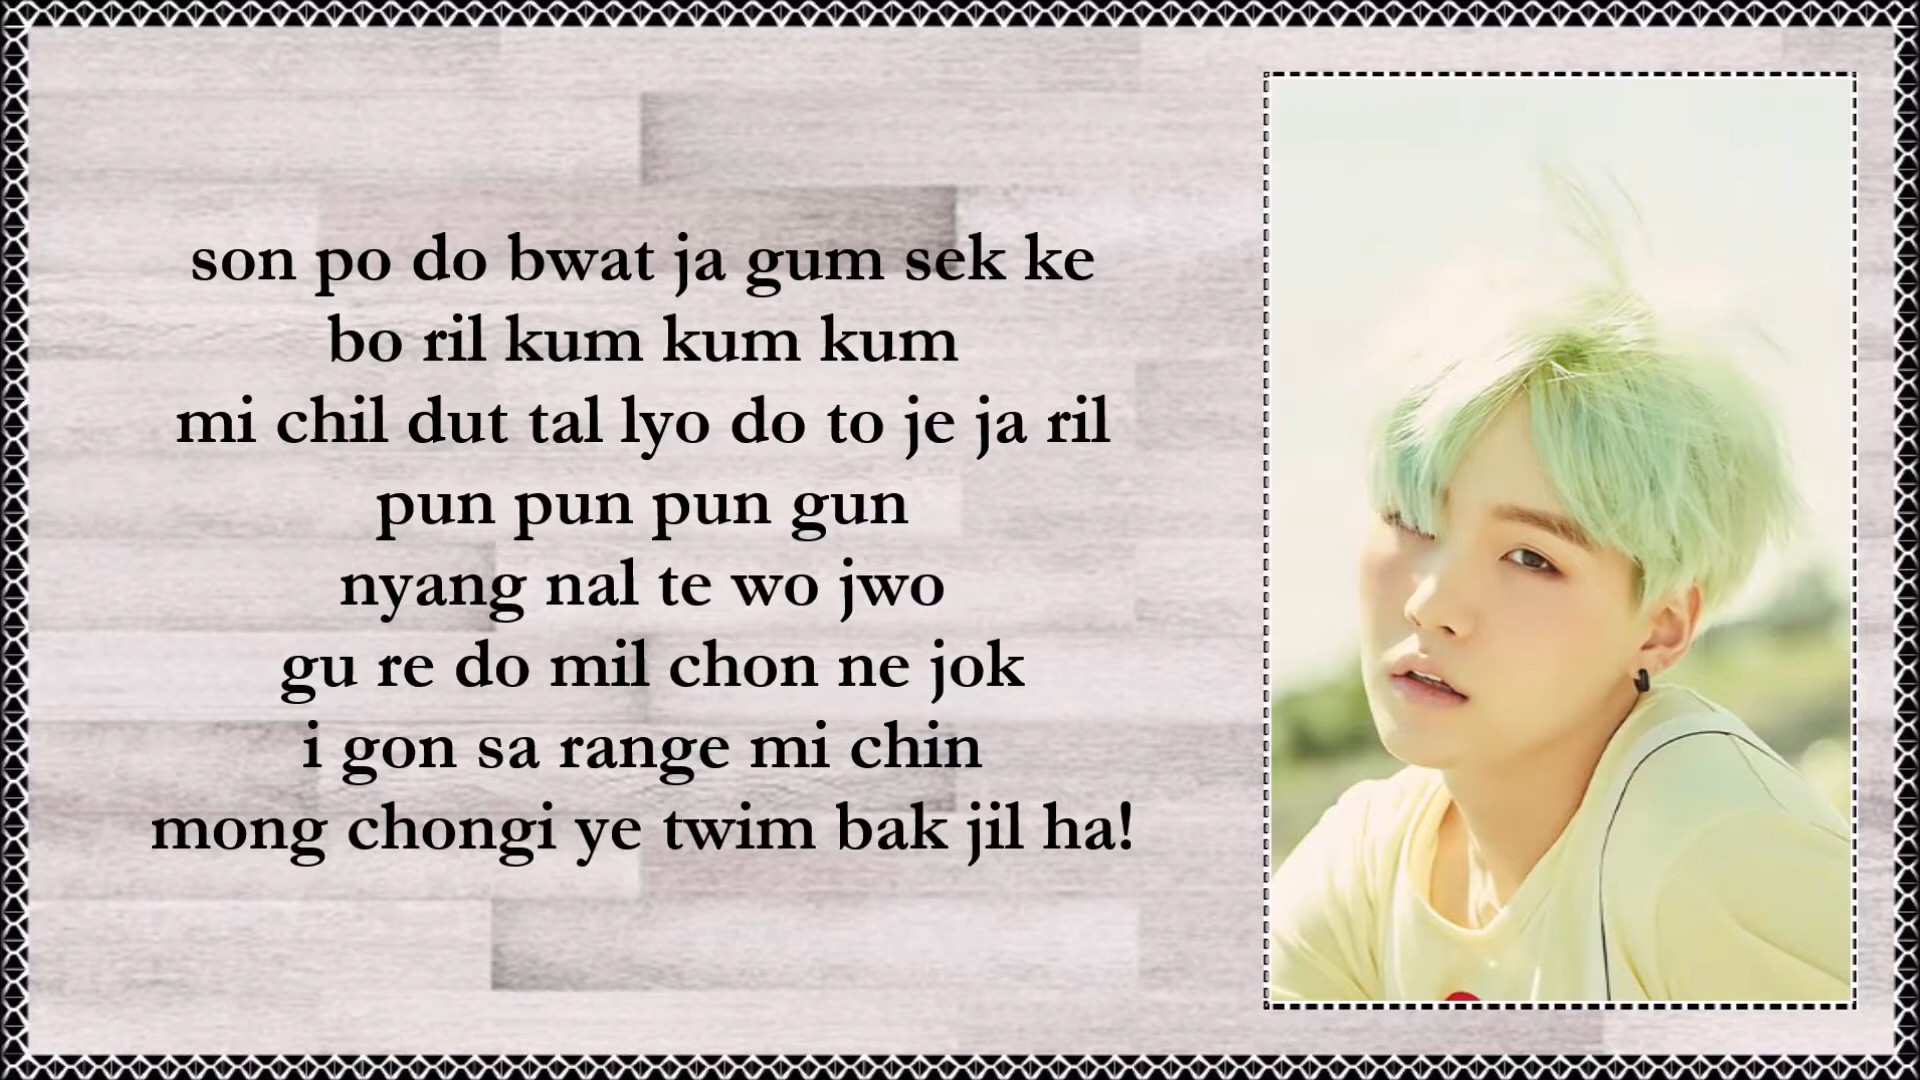 son po do bwat ja gum sek ke
bo ril kum kum kum
mi chil dut tal lyo do to je ja ril
pun pun pun gun
nyang nal te wo jwo
gu re do mil chon ne jok
i gon sa range mi chin
mong chongi ye twim bak jil ha!